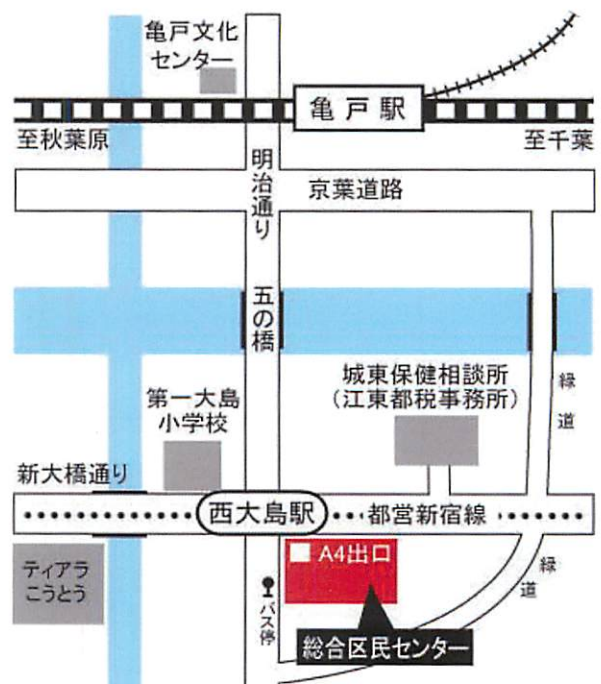 亀戸文化
センター
亀戸駅
至秋葉原
至千葉
明治通り
京葉道路
五の橋
城東保健相談所
(江東都税事務所)
緑道
第一大島
小学校
新大橋通り
西大島駅
都営新宿線
ティアラ
こうとう
A4出口
緑道
バス停
総合区民センター